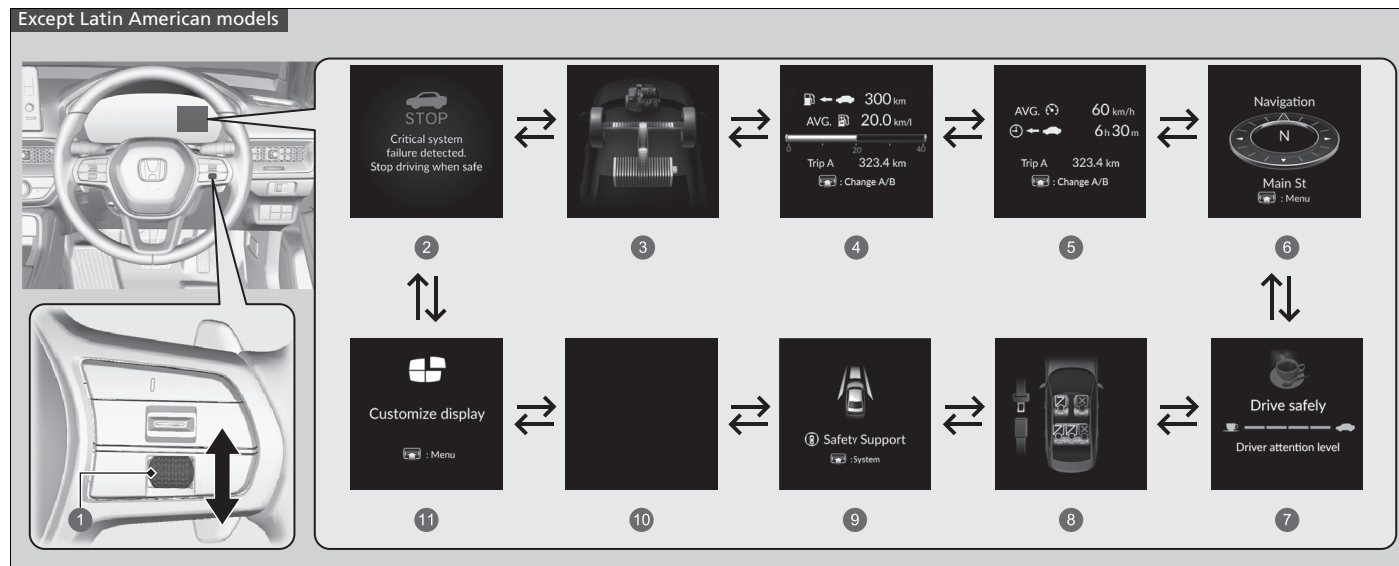 Except Latin American models
STOP
Critical system
failure detected.
Stop driving when safe
2
3
300 km
AVG. 20.0 km/l
0 20 40
Trip A 323.4 km
: Change A/B
4
AVG. 60 km/h
6 h 30 m
Trip A 323.4 km
: Change A/B
5
Navigation
N
Main St
: Menu
6
1
Customize display
: Menu
11
10
Safety Support
:System
9
8
Drive safely
Driver attention level
7